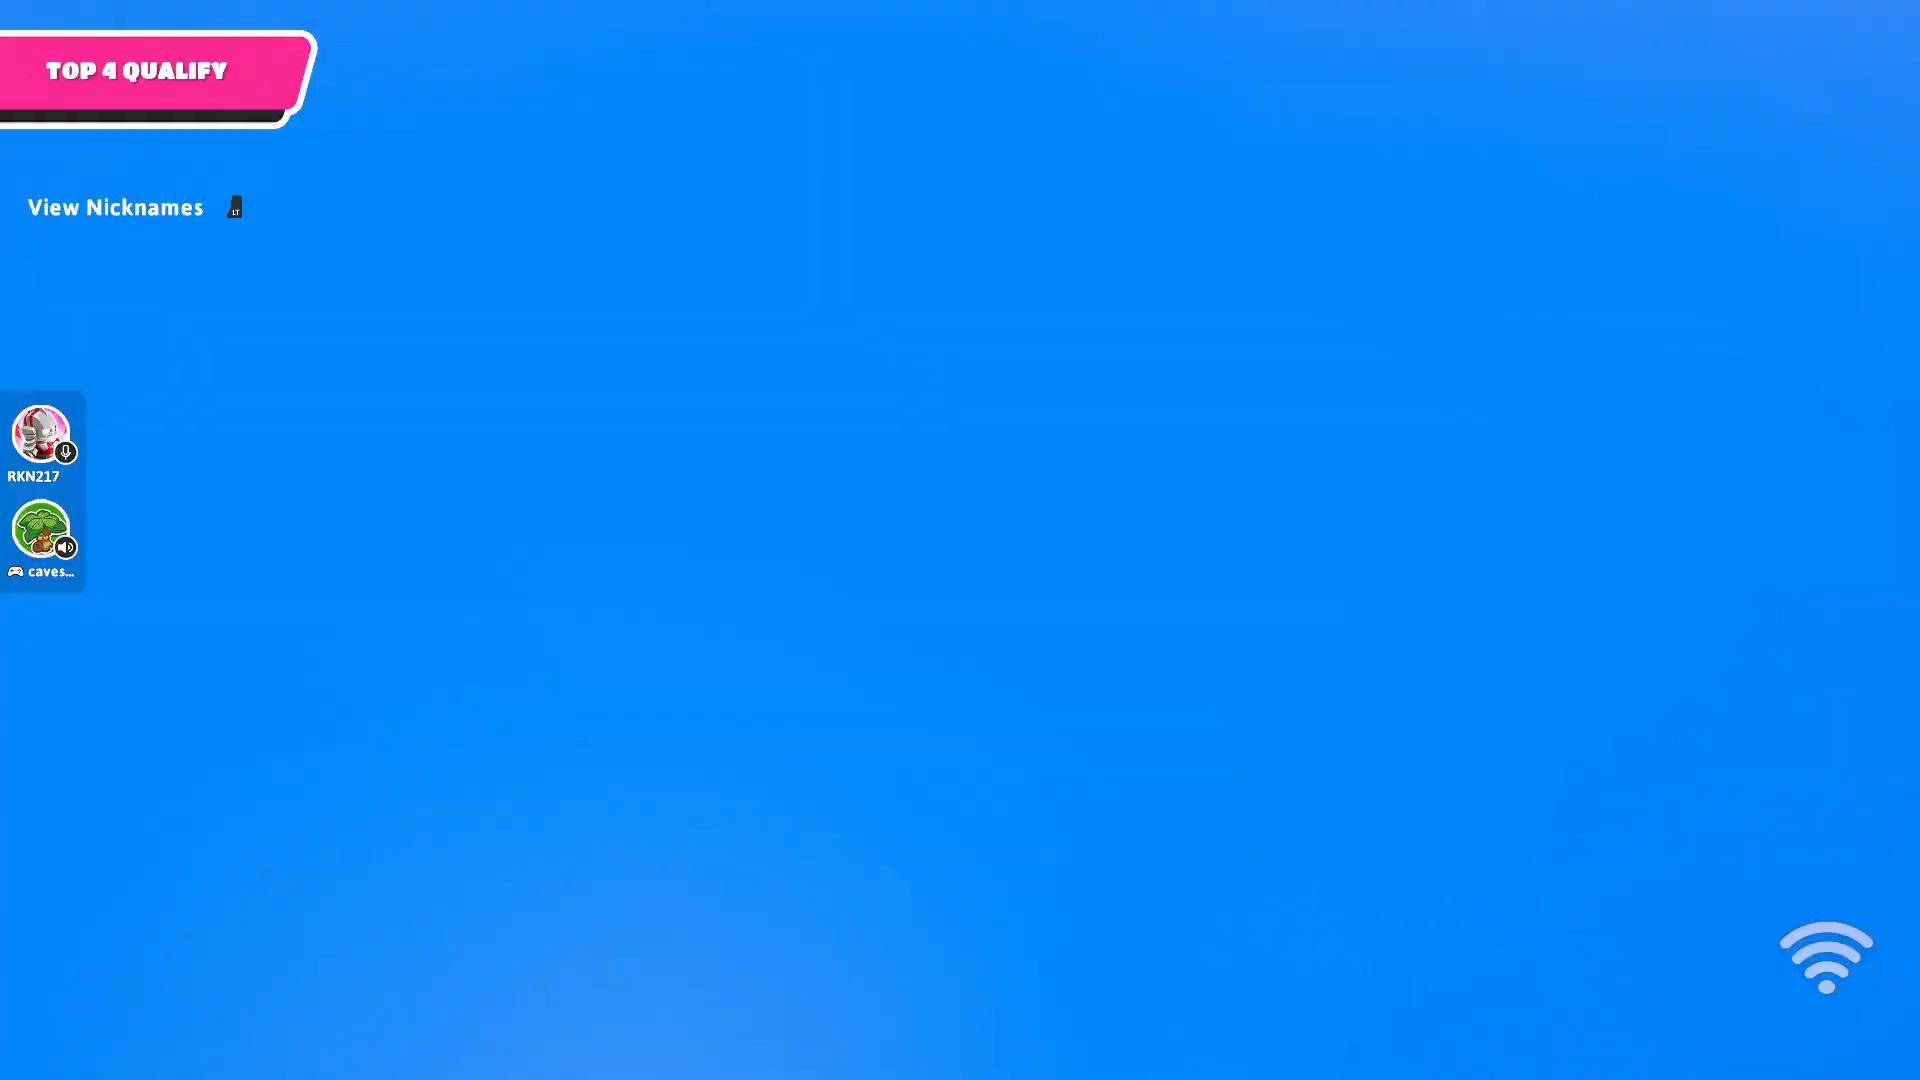 TOP 4 QUALIFY
View Nicknames
LT
RKN217
caves...